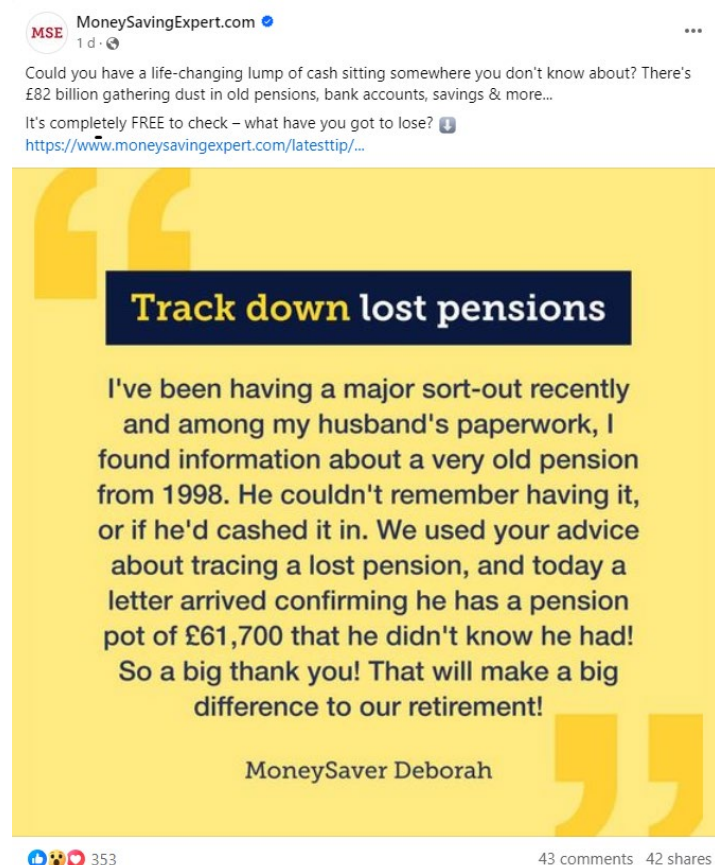 MSE
MoneySavingExpert.com
1 d ·
Could you have a life-changing lump of cash sitting somewhere you don't know about? There's
£82 billion gathering dust in old pensions, bank accounts, savings & more...
It's completely FREE to check – what have you got to lose?
https://www.moneysavingexpert.com/latesttip/...
Track down lost pensions
I've been having a major sort-out recently
and among my husband's paperwork, I
found information about a very old pension
from 1998. He couldn't remember having it,
or if he'd cashed it in. We used your advice
about tracing a lost pension, and today a
letter arrived confirming he has a pension
pot of £61,700 that he didn't know he had!
So a big thank you! That will make a big
difference to our retirement!
MoneySaver Deborah
353
43 comments 42 shares